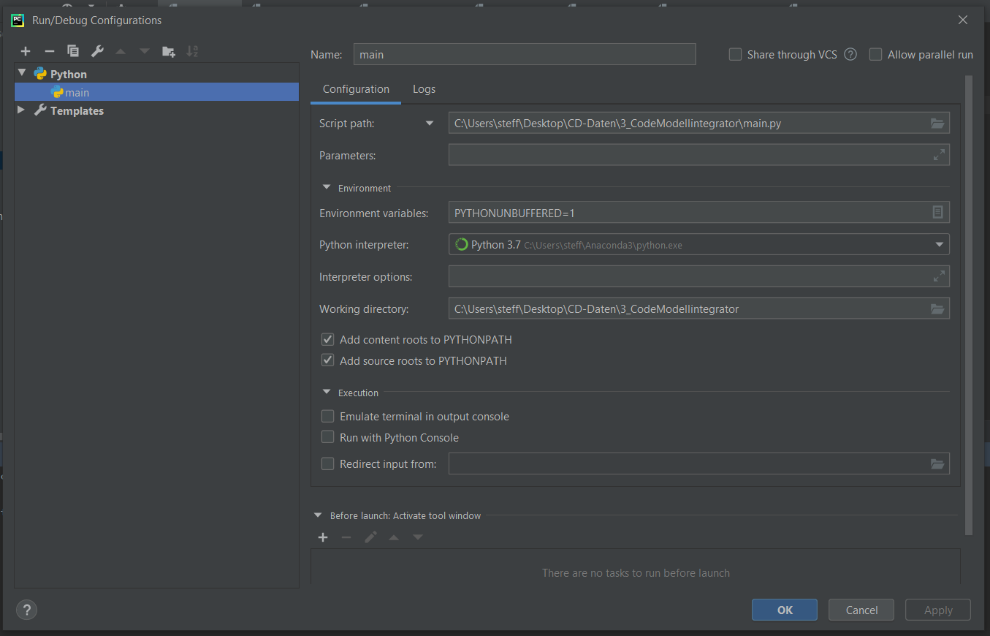 PC Run/Debug Configurations
Name: main Share through VCS ? Allow parallel run
Python
main
Templates
Configuration Logs
Script path: C:\Users\steff\Desktop\CD-Daten\3_CodeModellintegrator\main.py
Parameters:
Environment
Environment variables: PYTHONUNBUFFERED=1
Python interpreter: Python 3.7 C:\Users\steff\Anaconda3\python.exe
Interpreter options:
Working directory: C:\Users\steff\Desktop\CD-Daten\3_CodeModellintegrator
Add content roots to PYTHONPATH
Add source roots to PYTHONPATH
Execution
Emulate terminal in output console
Run with Python Console
Redirect input from:
Before launch: Activate tool window
There are no tasks to run before launch
? OK Cancel Apply